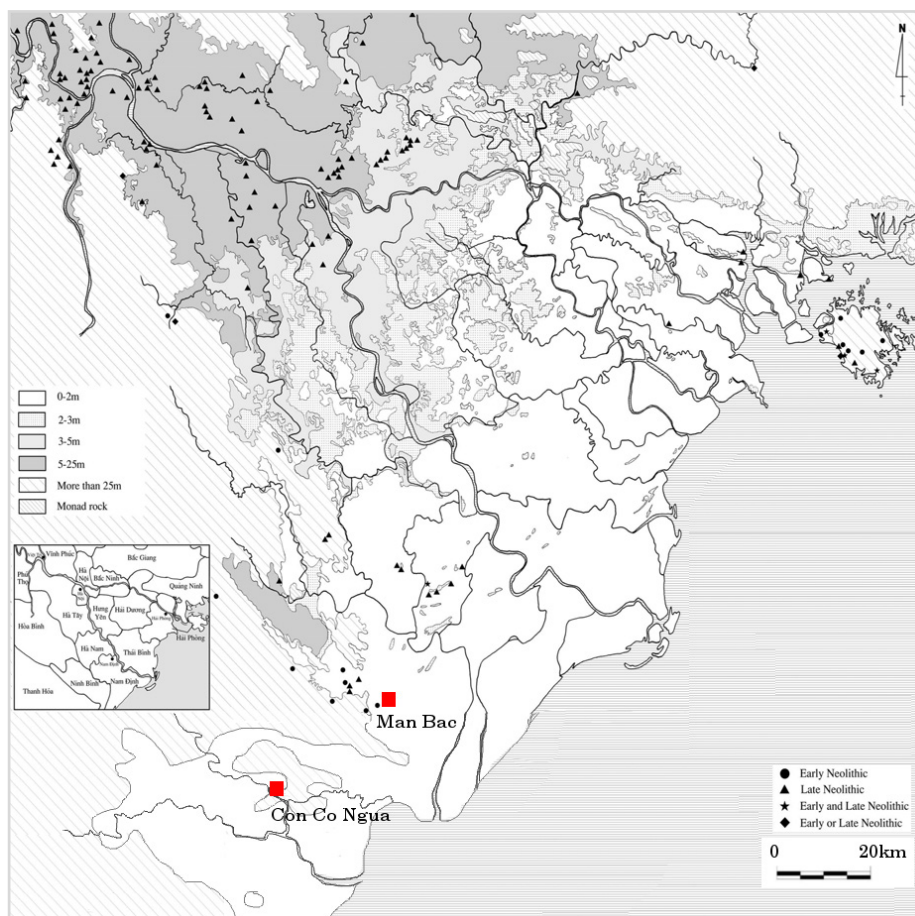 N
0-2m
2-3m
3-5m
5-25m
More than 25m
Monad rock
Vĩnh Phúc
Bắc Giang
Phú Thọ
Hà Nội
Bắc Ninh
Quảng Ninh
Hà Tây
Hưng Yên
Hải Dương
Hải Phòng
Hòa Bình
Hà Nam
Thái Bình
Nam Định
Ninh Bình
Nam Định
Thanh Hóa
Man Bac
Con Co Ngua
Early Neolithic
Late Neolithic
Early and Late Neolithic
Early or Late Neolithic
0
20km